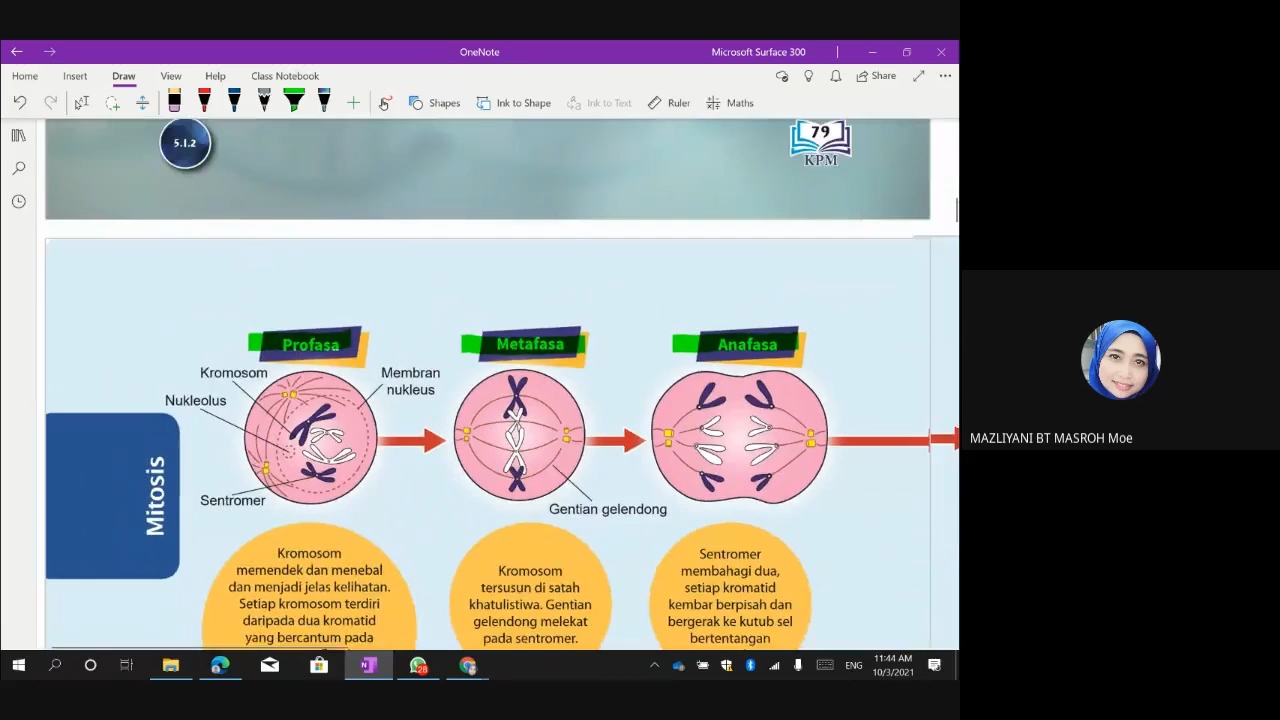 OneNote
Microsoft Surface 300
Home
Insert
Draw
View
Help
Class Notebook
Share
Shapes
Ink to Shape
Ink to Text
Ruler
Maths
5.1.2
79
KPM
Profasa
Metafasa
Anafasa
Kromosom
Membran
nukleus
Nukleolus
Sentromer
Gentian gelendong
Mitosis
Kromosom
memendek dan menebal
dan menjadi jelas kelihatan.
Setiap kromosom terdiri
daripada dua kromatid
yang bercantum pada
Kromosom
tersusun di satah
khatulistiwa. Gentian
gelendong melekat
pada sentromer.
Sentromer
membahagi dua,
setiap kromatid
kembar berpisah dan
bergerak ke kutub sel
bertentangan
MAZLIYANI BT MASROH Moe
28
ENG
11:44 AM
10/3/2021